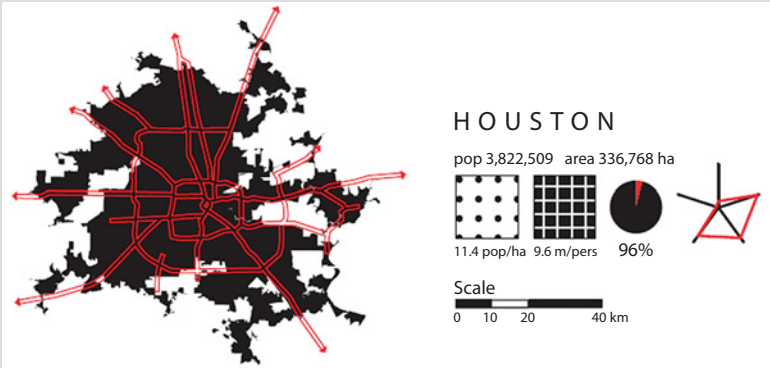 HOUSTON
pop 3,822,509 area 336,768 ha
11.4 pop/ha 9.6 m/pers 96%
Scale
0 10 20 40 km